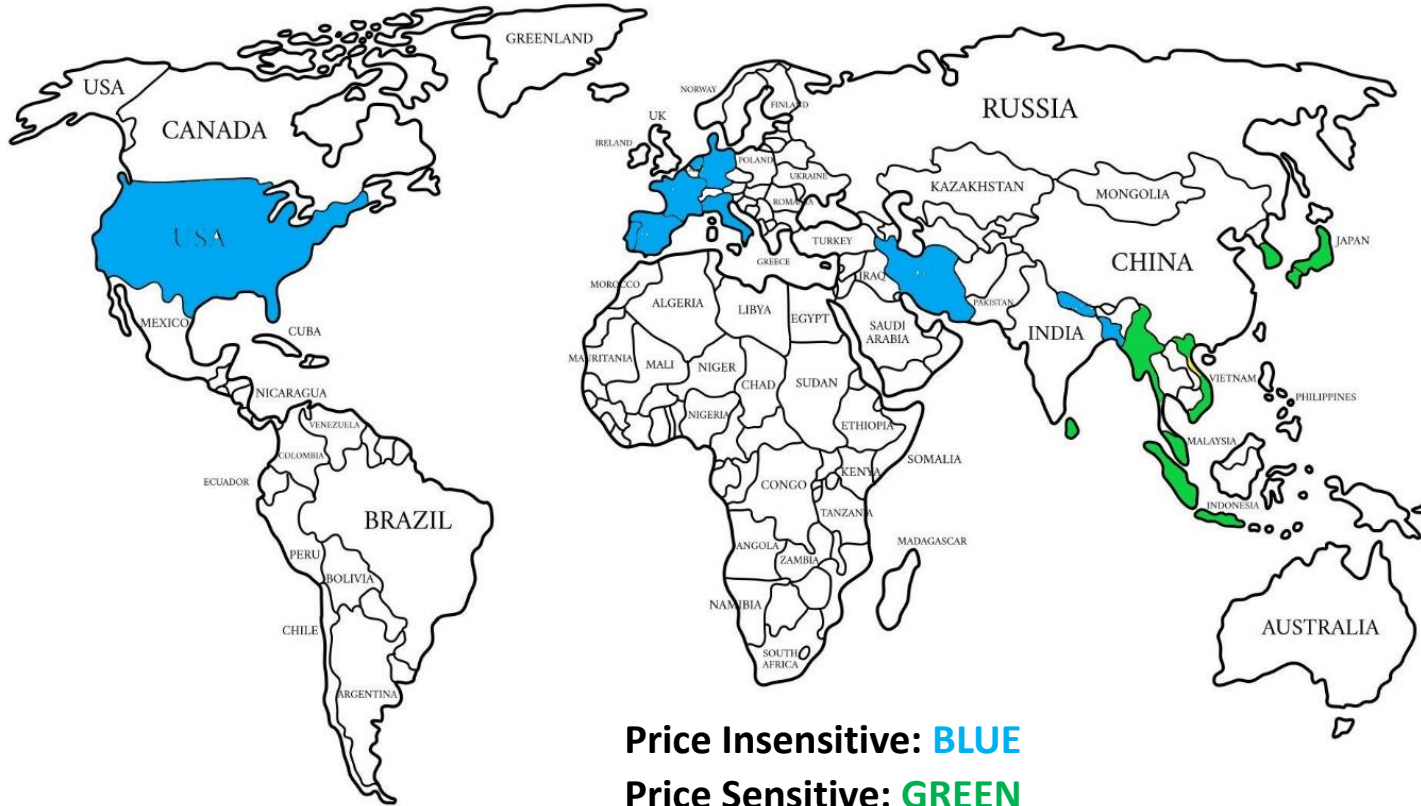 GREENLAND
USA
CANADA
USA
MEXICO
CUBA
NICARAGUA
VENEZUELA
COLOMBIA
ECUADOR
BRAZIL
PERU
BOLIVIA
CHILE
ARGENTINA
NORWAY
FINLAND
UK
IRELAND
POLAND
UKRAINE
ROMANIA
TURKEY
GREECE
RUSSIA
KAZAKHSTAN
MONGOLIA
CHINA
JAPAN
IRAQ
PAKISTAN
INDIA
SAUDI
ARABIA
MOROCCO
ALGERIA
LIBYA
EGYPT
MAURITANIA
MALI
NIGER
CHAD
SUDAN
NIGERIA
ETHIOPIA
SOMALIA
KENYA
CONGO
TANZANIA
ANGOLA
ZAMBIA
MADAGASCAR
NAMIBIA
SOUTH
AFRICA
VIETNAM
PHILIPPINES
MALAYSIA
INDONESIA
AUSTRALIA
Price Insensitive: BLUE
Price Sensitive: GREEN